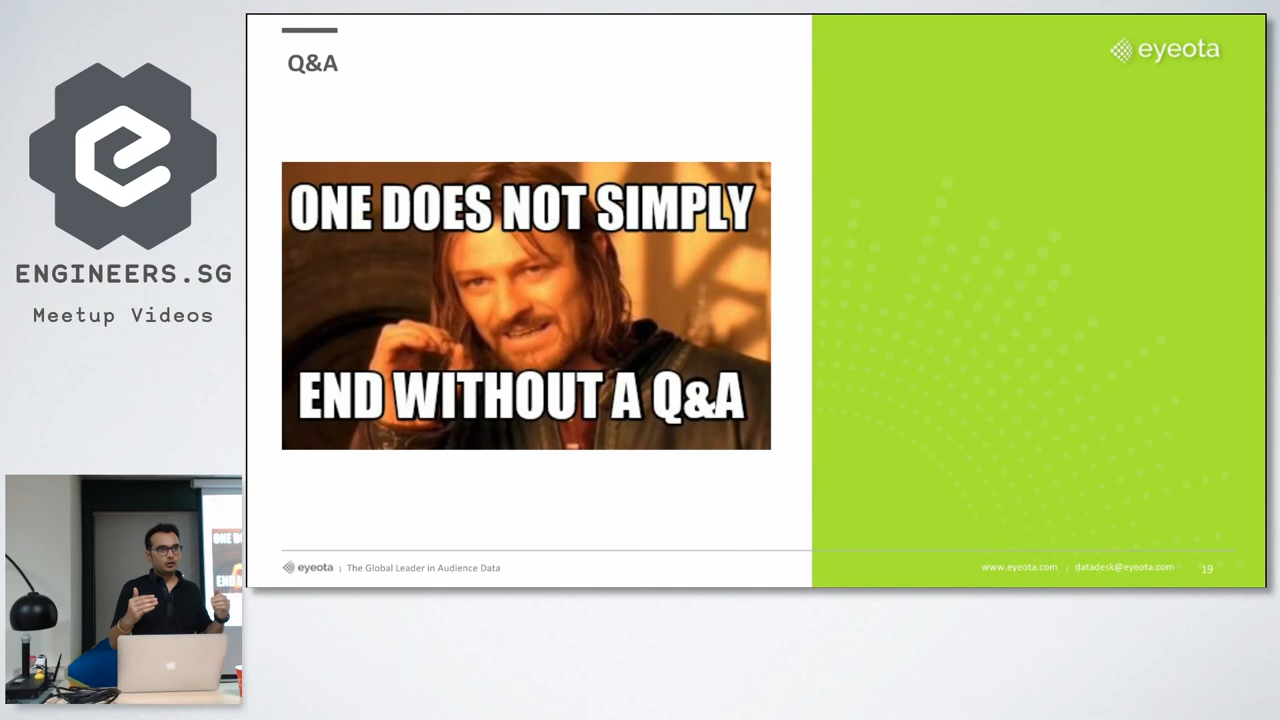 ENGINEERS.SG
Meetup Videos
Q&A
eyeota
ONE DOES NOT SIMPLY
END WITHOUT A Q&A
eyeota | The Global Leader in Audience Data
www.eyeota.com | datadesk@eyeota.com 19